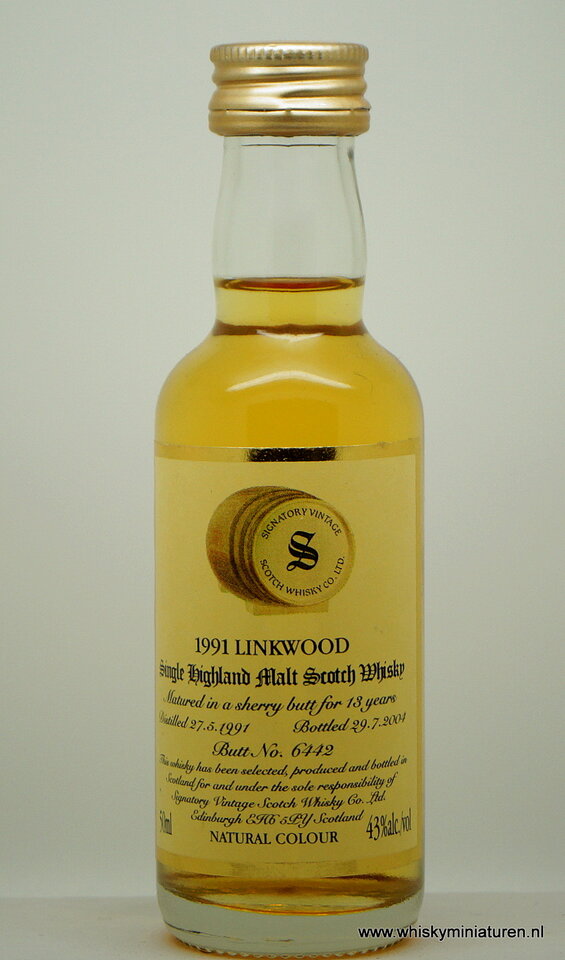 SIGNATORY VINTAGE
S
SCOTCH WHISKY CO. LTD.
1991 LINKWOOD
Single Highland Malt Scotch Whisky
Matured in a sherry butt for 13 years
Distilled 27.5.1991 Bottled 29.7.2004
Butt No. 6442
This whisky has been selected, produced and bottled in
Scotland for and under the sole responsibility of
Signatory Vintage Scotch Whisky Co. Ltd.
Edinburgh EH6 5PY Scotland
50ml 43%alc./vol
NATURAL COLOUR
www.whiskyminiaturen.nl